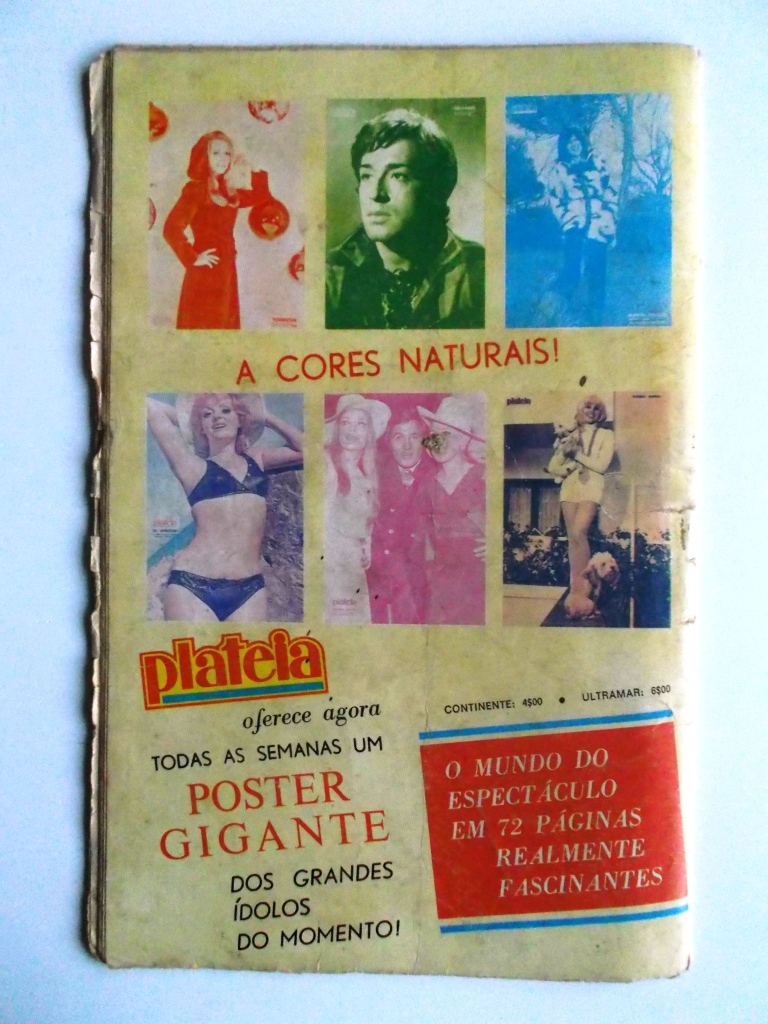 A CORES NATURAIS!
plateia
plateia
oferece agora
TODAS AS SEMANAS UM
POSTER
GIGANTE
DOS GRANDES
ÍDOLOS
DO MOMENTO!
CONTINENTE: 4$00 • ULTRAMAR: 6$00
O MUNDO DO
ESPECTÁCULO
EM 72 PÁGINAS
REALMENTE
FASCINANTES